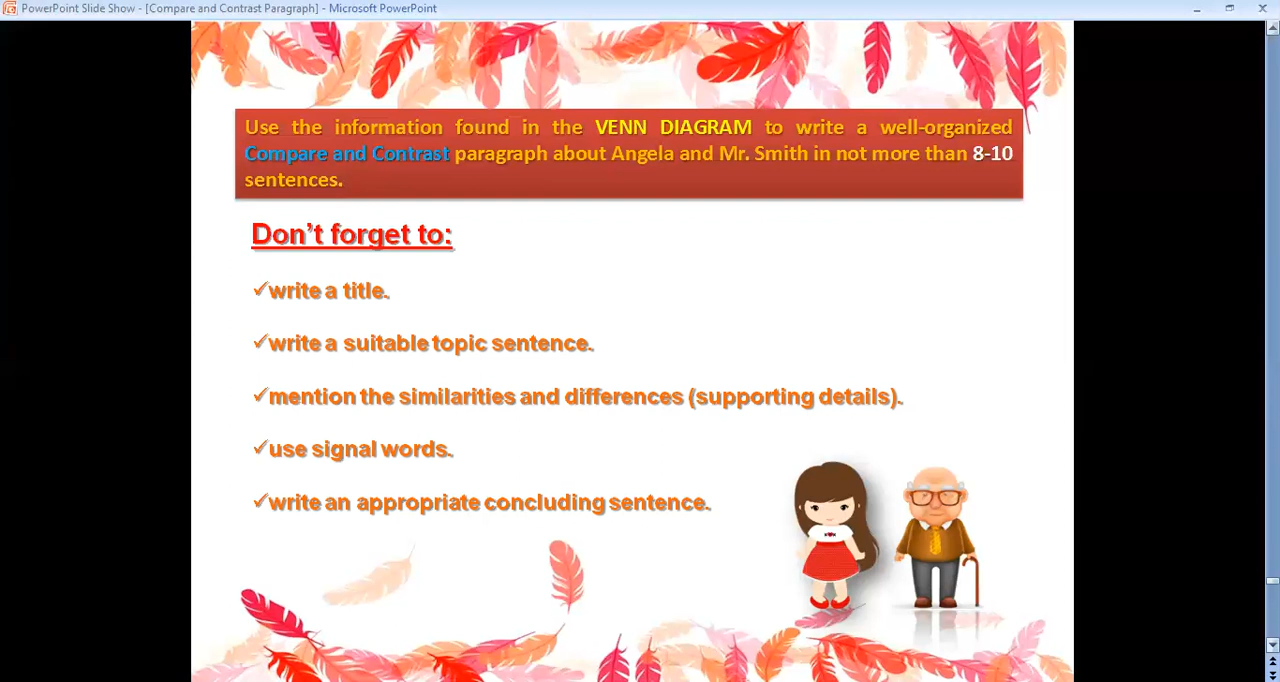 PowerPoint Slide Show - [Compare and Contrast Paragraph] - Microsoft PowerPoint
Use the information found in the VENN DIAGRAM to write a well-organized
Compare and Contrast paragraph about Angela and Mr. Smith in not more than 8-10
sentences.
Don't forget to:
✓write a title.
✓write a suitable topic sentence.
✓mention the similarities and differences (supporting details).
✓use signal words.
✓write an appropriate concluding sentence.